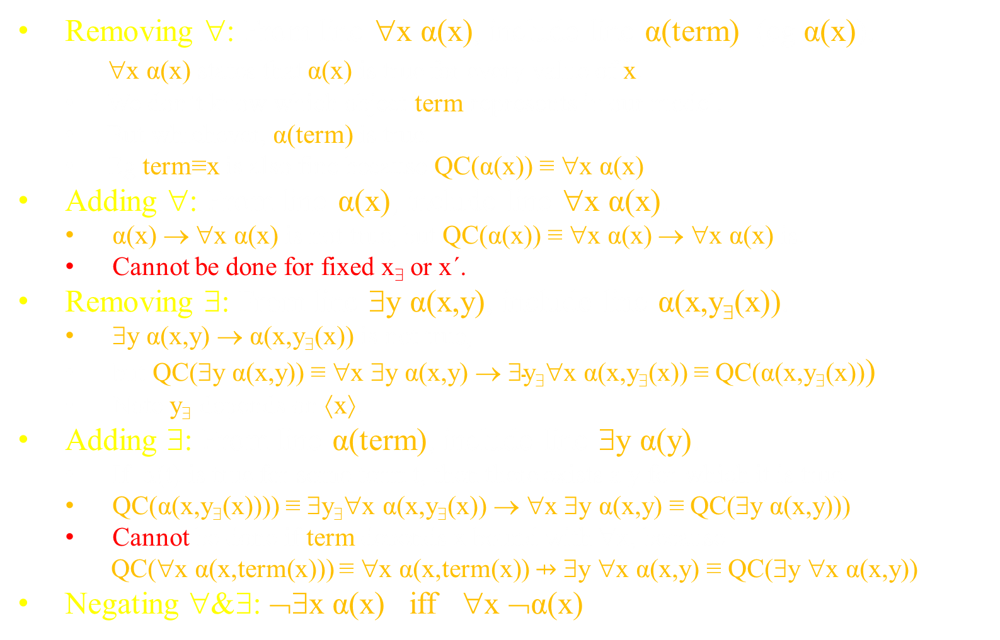 • Removing ∀: ∀x α(x) α(term) α(x)
∀x α(x) α(x) x
term
α(term)
term≡x QC(α(x)) ≡ ∀x α(x)
• Adding ∀: α(x) ∀x α(x)
• α(x) → ∀x α(x) QC(α(x)) ≡ ∀x α(x) → ∀x α(x)
• Cannot be done for fixed x∃ or x´.
• Removing ∃: ∃y α(x,y) α(x,y∃(x))
• ∃y α(x,y) → α(x,y∃(x))
QC(∃y α(x,y)) ≡ ∀x ∃y α(x,y) → ∃y∃∀x α(x,y∃(x)) ≡ QC(α(x,y∃(x)))
y∃ ⟨x⟩
• Adding ∃: α(term) ∃y α(y)
• QC(α(x,y∃(x)))) ≡ ∃y∃∀x α(x,y∃(x)) → ∀x ∃y α(x,y) ≡ QC(∃y α(x,y)))
• Cannot term
QC(∀x α(x,term(x))) ≡ ∀x α(x,term(x)) ⇸ ∃y ∀x α(x,y) ≡ QC(∃y ∀x α(x,y))
• Negating ∀&∃: ¬∃x α(x) iff ∀x ¬α(x)